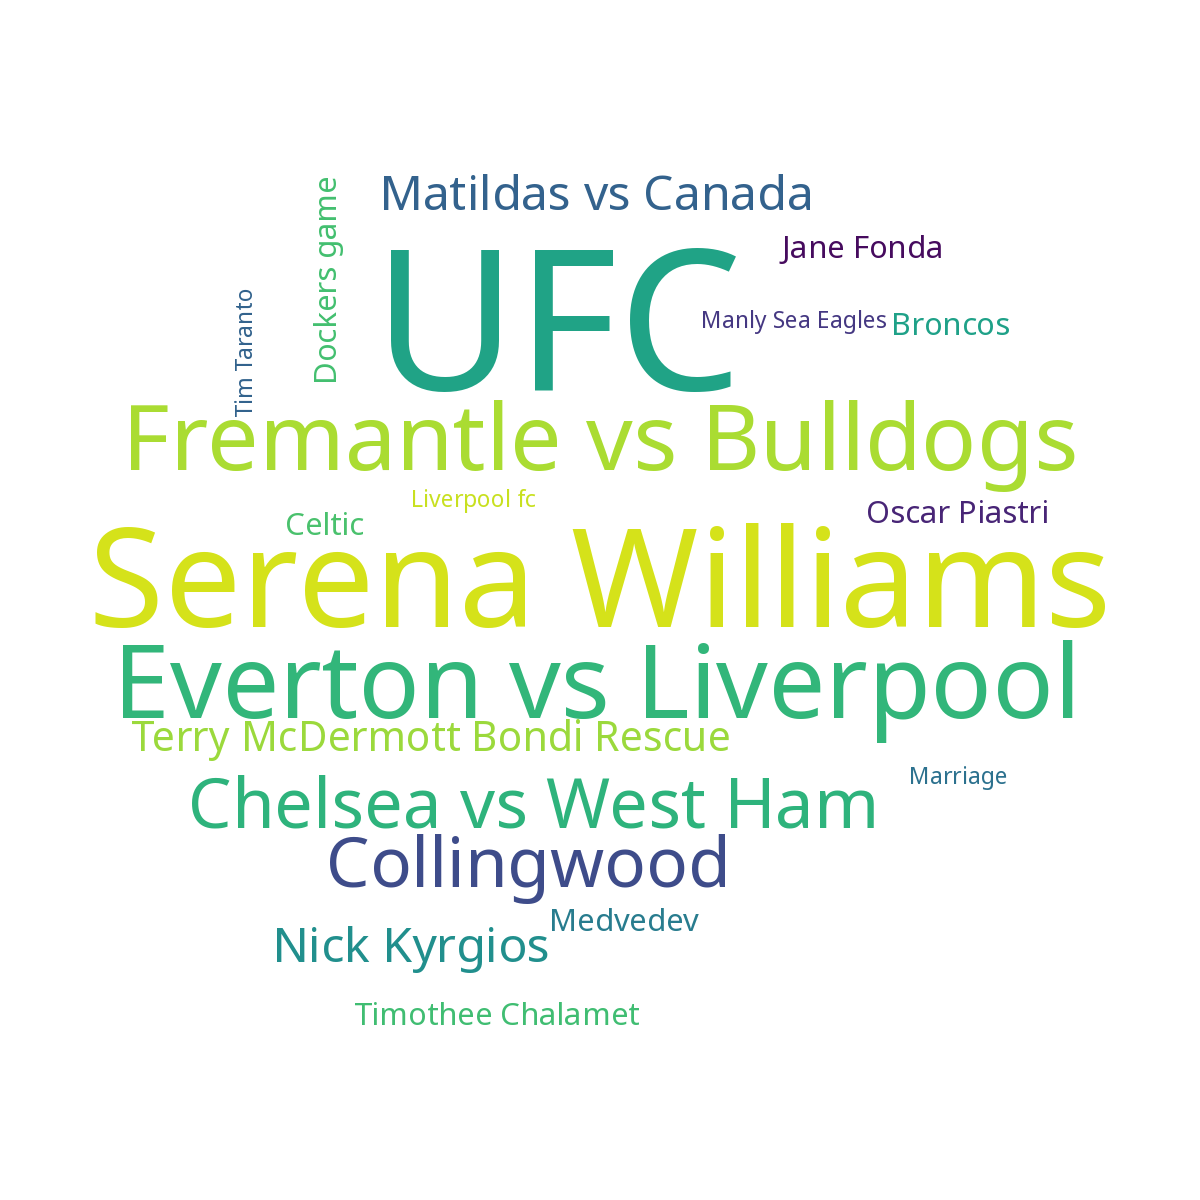 Matildas vs Canada
Dockers game
Jane Fonda
UFC
Tim Taranto
Manly Sea Eagles
Broncos
Fremantle vs Bulldogs
Liverpool fc
Celtic
Oscar Piastri
Serena Williams
Everton vs Liverpool
Terry McDermott Bondi Rescue
Marriage
Chelsea vs West Ham
Collingwood
Medvedev
Nick Kyrgios
Timothee Chalamet